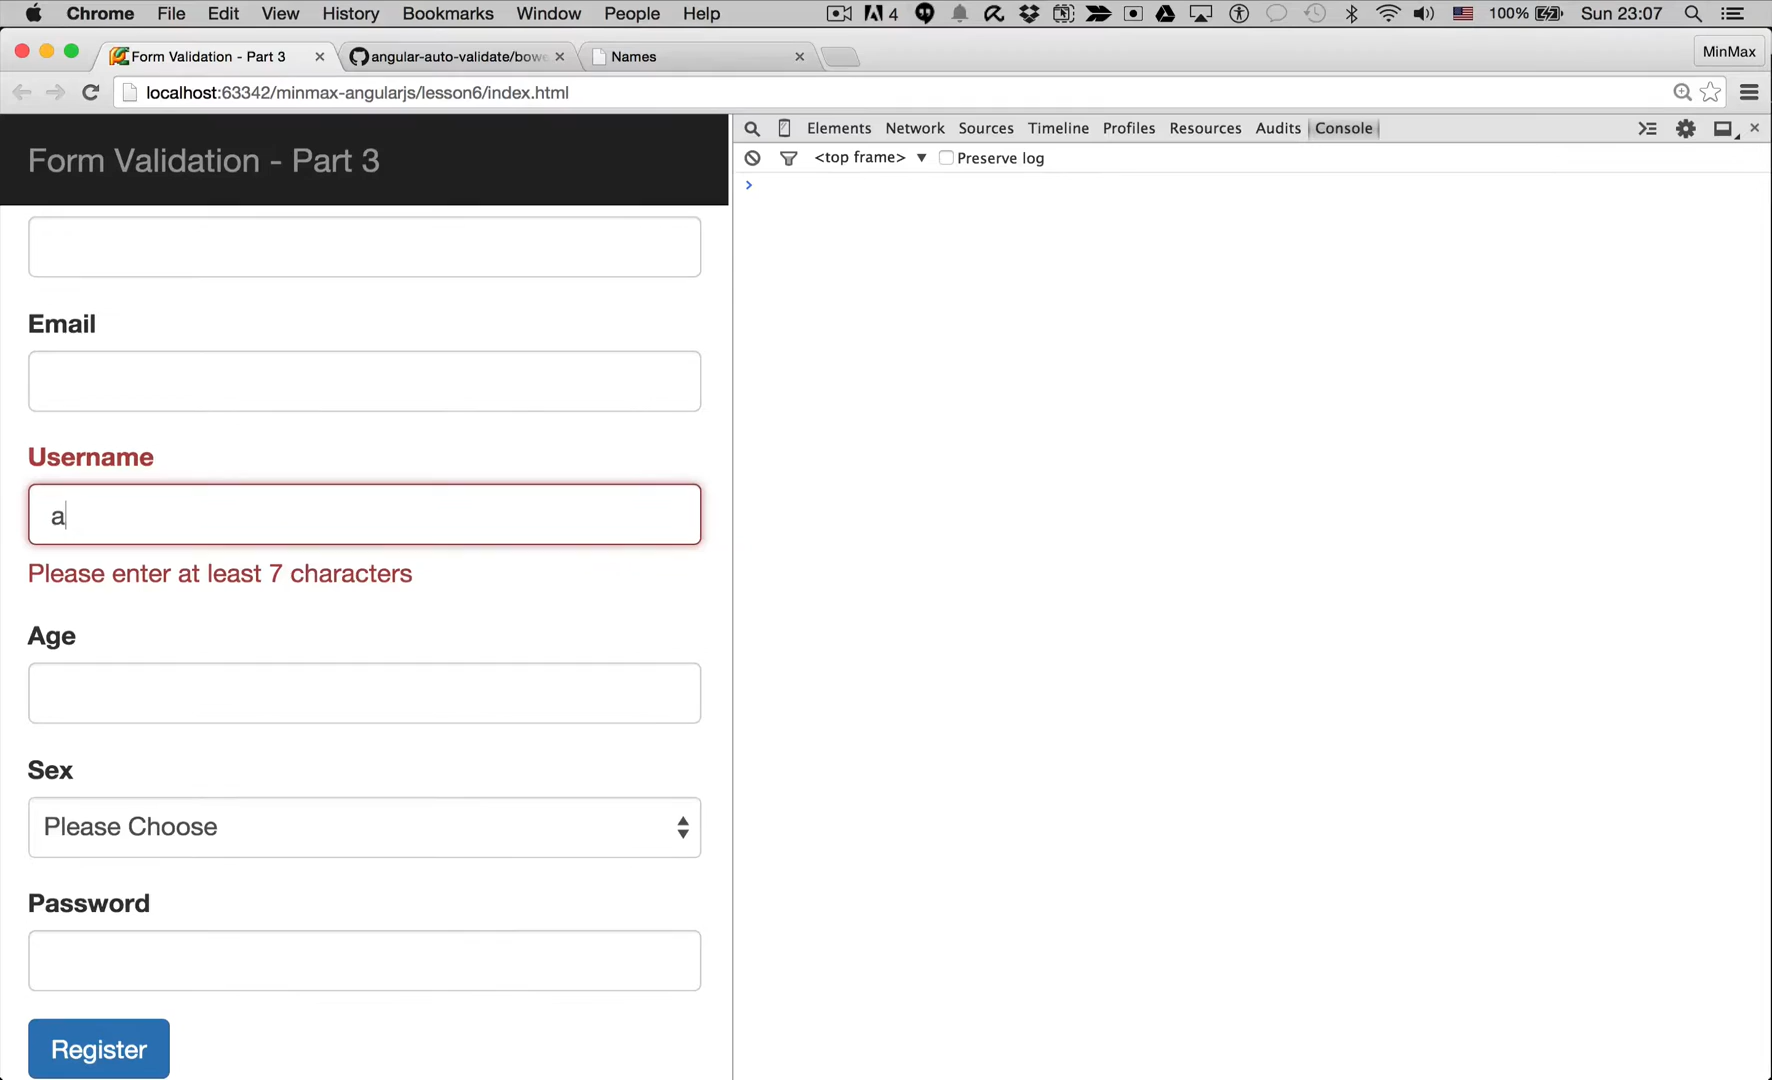 Chrome File Edit View History Bookmarks Window People Help 4 100% Sun 23:07
Form Validation - Part 3 angular-auto-validate/bowe Names MinMax
localhost:63342/minmax-angularjs/lesson6/index.html
Elements Network Sources Timeline Profiles Resources Audits Console
<top frame> ▼ Preserve log
>
Form Validation - Part 3
Email
Username
a
Please enter at least 7 characters
Age
Sex
Please Choose
Password
Register